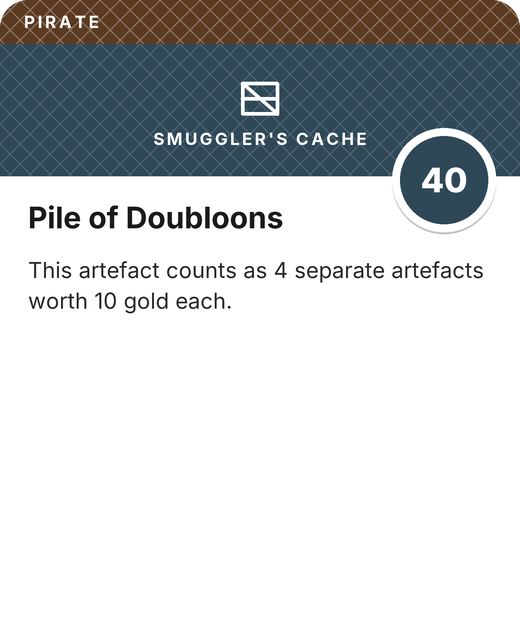 PIRATE
SMUGGLER'S CACHE
40
Pile of Doubloons
This artefact counts as 4 separate artefacts
worth 10 gold each.